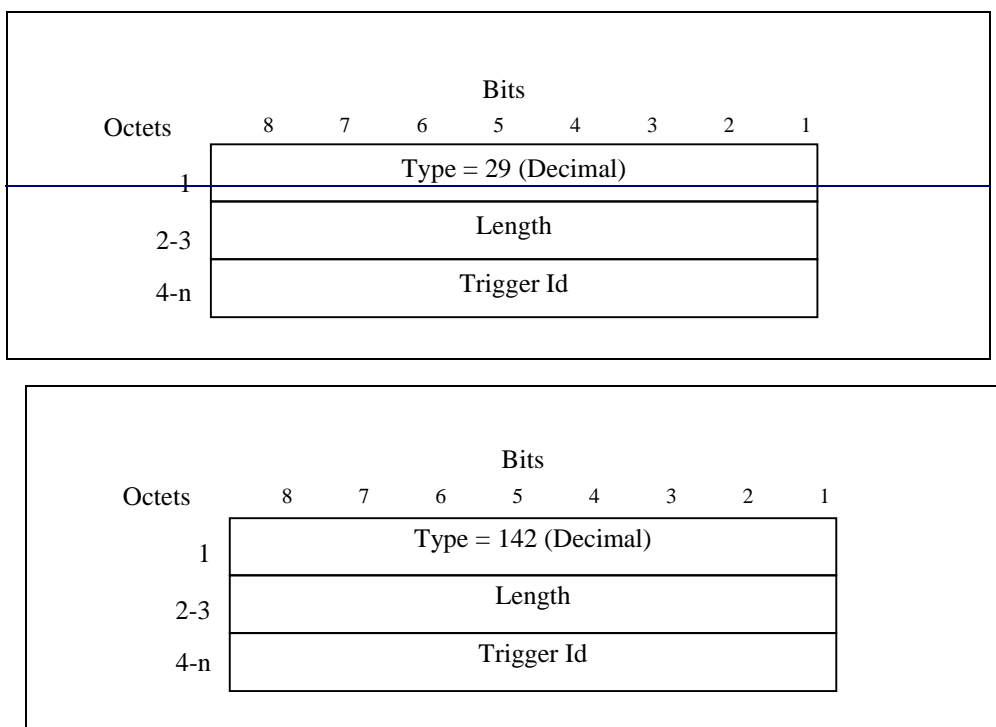 Bits
Octets 8 7 6 5 4 3 2 1
1 Type = 29 (Decimal)
2-3 Length
4-n Trigger Id
Bits
Octets 8 7 6 5 4 3 2 1
1 Type = 142 (Decimal)
2-3 Length
4-n Trigger Id